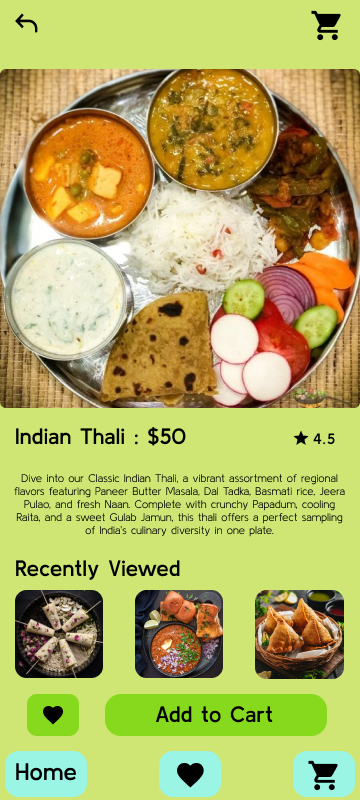 Indian Thali : $50
4.5
Dive into our Classic Indian Thali, a vibrant assortment of regional
flavors featuring Paneer Butter Masala, Dal Tadka, Basmati rice, Jeera
Pulao, and fresh Naan. Complete with crunchy Papadum, cooling
Raita, and a sweet Gulab Jamun, this thali offers a perfect sampling
of India's culinary diversity in one plate.
Recently Viewed
Add to Cart
Home